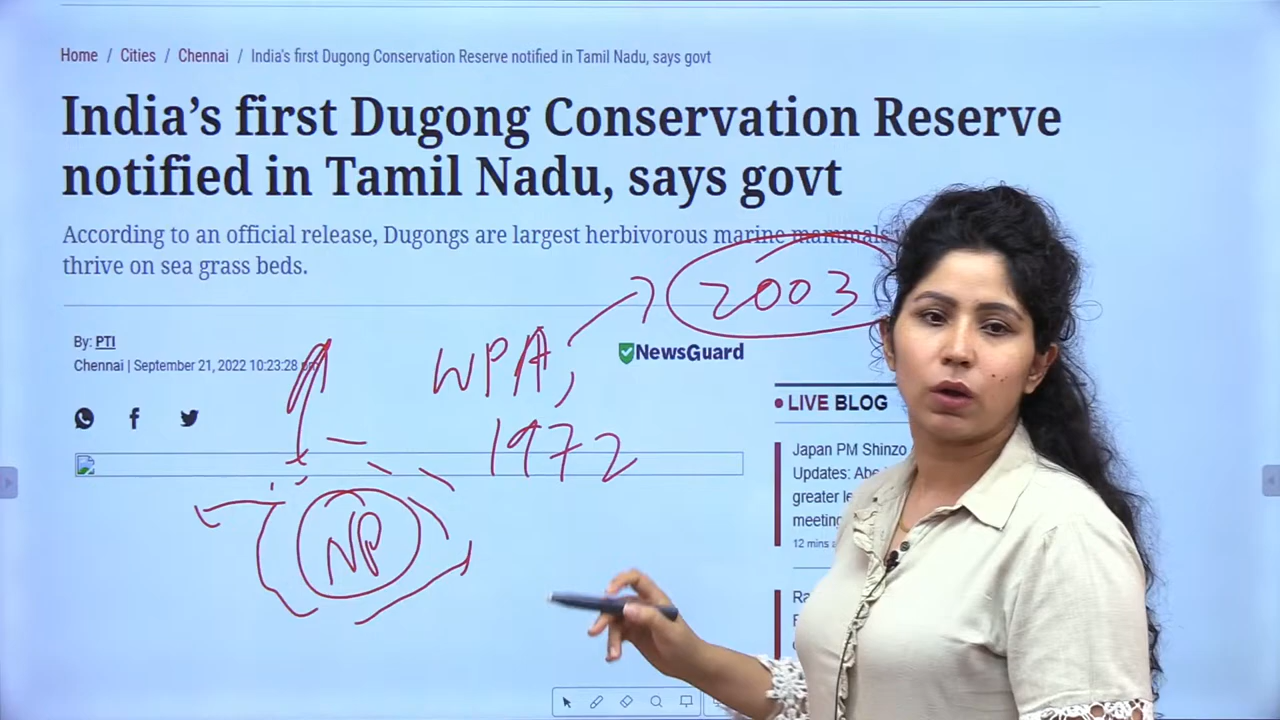 Home / Cities / Chennai / India's first Dugong Conservation Reserve notified in Tamil Nadu, says govt
India's first Dugong Conservation Reserve
notified in Tamil Nadu, says govt
According to an official release, Dugongs are largest herbivorous marine mammals
thrive on sea grass beds.
2003
By: PTI
Chennai | September 21, 2022 10:23:28
WPA,
1972
NewsGuard
LIVE BLOG
Japan PM Shinzo
Updates: Abe
greater
meeting
12 mins
NP